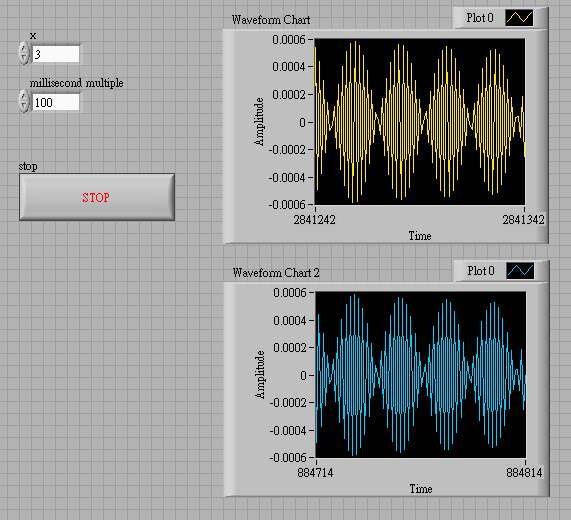 x
3
millisecond multiple
100
stop
STOP
Waveform Chart
Plot 0
0.0006
0.0004
0.0002
0
-0.0002
-0.0004
-0.0006
Amplitude
2841242
2841342
Time
Waveform Chart 2
Plot 0
0.0006
0.0004
0.0002
0
-0.0002
-0.0004
-0.0006
Amplitude
884714
884814
Time